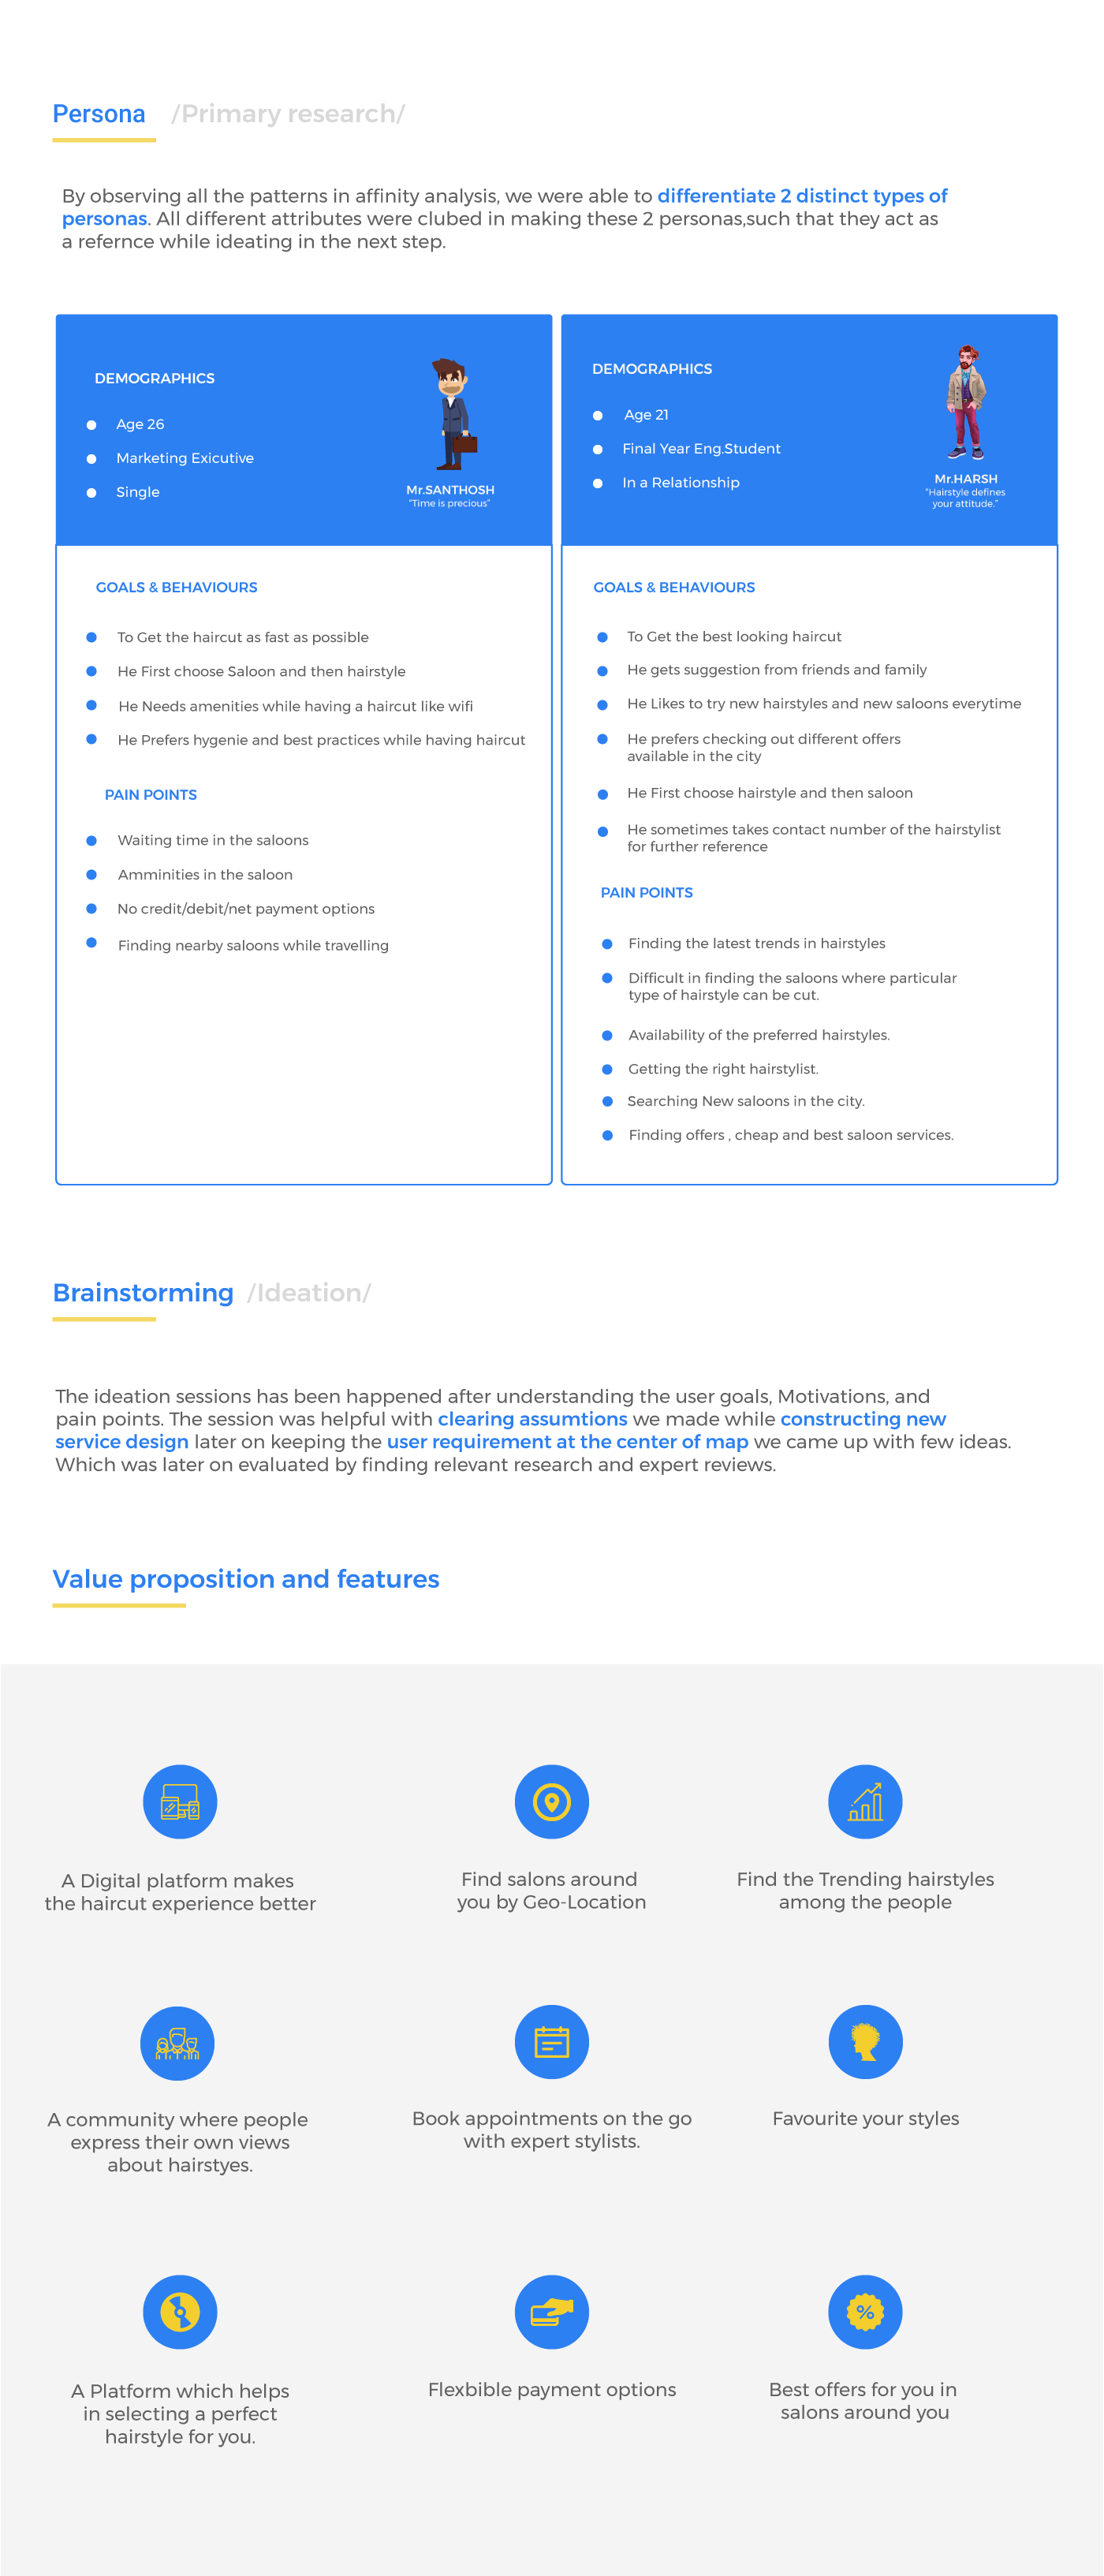 Persona /Primary research/
By observing all the patterns in affinity analysis, we were able to differentiate 2 distinct types of
personas. All different attributes were clubed in making these 2 personas,such that they act as
a refernce while ideating in the next step.
DEMOGRAPHICS
Age 26
Marketing Exicutive
Single
Mr.SANTHOSH
"Time is precious"
GOALS & BEHAVIOURS
To Get the haircut as fast as possible
He First choose Saloon and then hairstyle
He Needs amenities while having a haircut like wifi
He Prefers hygenie and best practices while having haircut
PAIN POINTS
Waiting time in the saloons
Amminities in the saloon
No credit/debit/net payment options
Finding nearby saloons while travelling
DEMOGRAPHICS
Age 21
Final Year Eng.Student
In a Relationship
Mr.HARSH
"Hairstyle defines
your attitude."
GOALS & BEHAVIOURS
To Get the best looking haircut
He gets suggestion from friends and family
He Likes to try new hairstyles and new saloons everytime
He prefers checking out different offers
available in the city
He First choose hairstyle and then saloon
He sometimes takes contact number of the hairstylist
for further reference
PAIN POINTS
Finding the latest trends in hairstyles
Difficult in finding the saloons where particular
type of hairstyle can be cut.
Availability of the preferred hairstyles.
Getting the right hairstylist.
Searching New saloons in the city.
Finding offers , cheap and best saloon services.
Brainstorming /Ideation/
The ideation sessions has been happened after understanding the user goals, Motivations, and
pain points. The session was helpful with clearing assumtions we made while constructing new
service design later on keeping the user requirement at the center of map we came up with few ideas.
Which was later on evaluated by finding relevant research and expert reviews.
Value proposition and features
A Digital platform makes
the haircut experience better
Find salons around
you by Geo-Location
Find the Trending hairstyles
among the people
A community where people
express their own views
about hairstyes.
Book appointments on the go
with expert stylists.
Favourite your styles
A Platform which helps
in selecting a perfect
hairstyle for you.
Flexbible payment options
%
Best offers for you in
salons around you